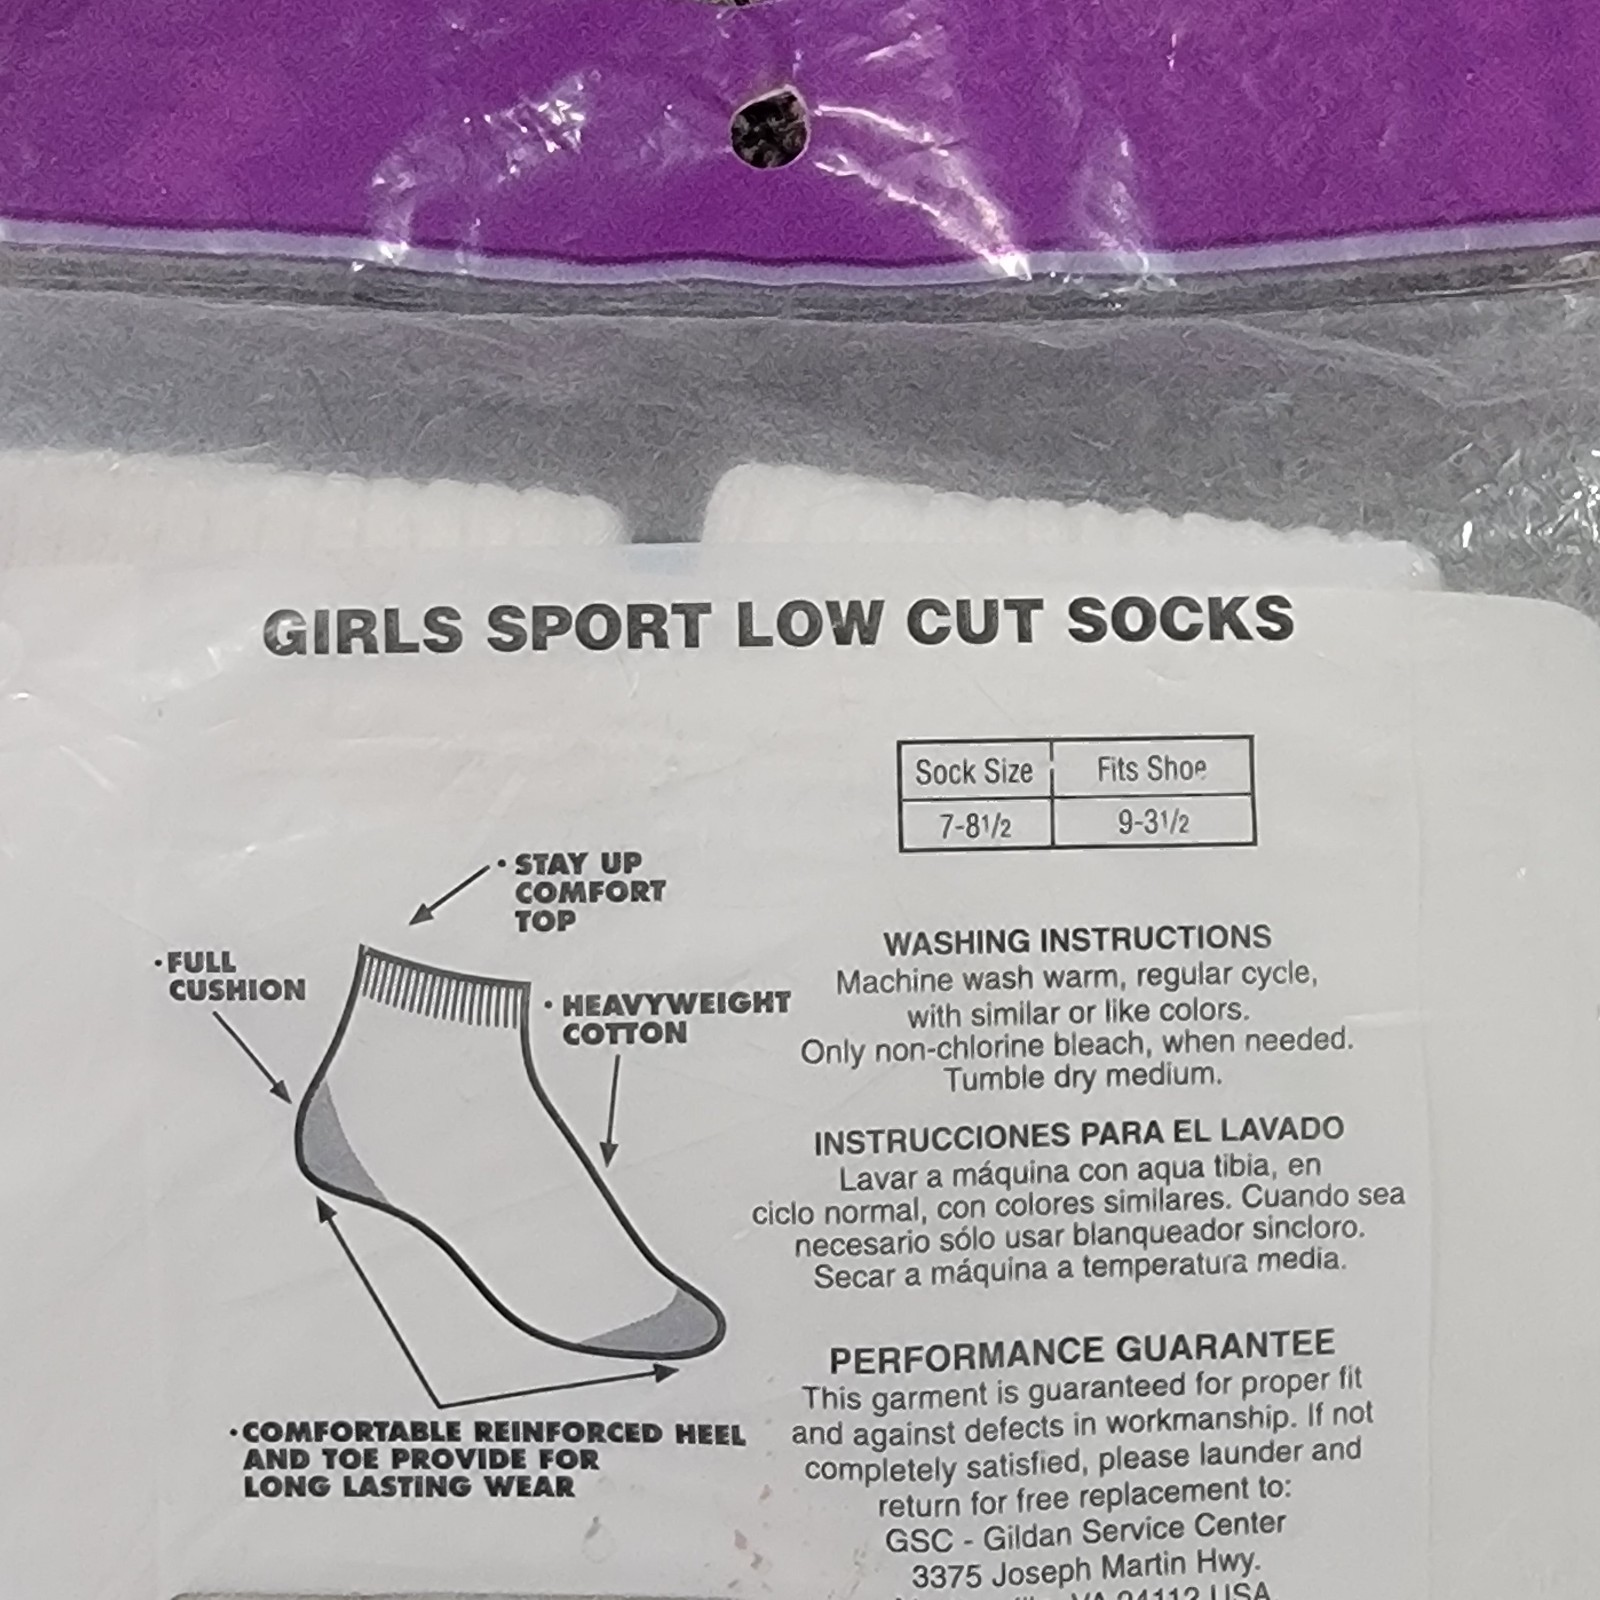 GIRLS SPORT LOW CUT SOCKS
Sock Size Fits Shoe
7-81/2 9-31/2
• STAY UP
COMFORT
TOP
• FULL
CUSHION
• HEAVYWEIGHT
COTTON
• COMFORTABLE REINFORCED HEEL
AND TOE PROVIDE FOR
LONG LASTING WEAR
WASHING INSTRUCTIONS
Machine wash warm, regular cycle,
with similar or like colors.
Only non-chlorine bleach, when needed.
Tumble dry medium.
INSTRUCCIONES PARA EL LAVADO
Lavar a máquina con aqua tibia, en
ciclo normal, con colores similares. Cuando sea
necesario sólo usar blanqueador sincloro.
Secar a máquina a temperatura media.
PERFORMANCE GUARANTEE
This garment is guaranteed for proper fit
and against defects in workmanship. If not
completely satisfied, please launder and
return for free replacement to:
GSC - Gildan Service Center
3375 Joseph Martin Hwy.
VA 24112 USA